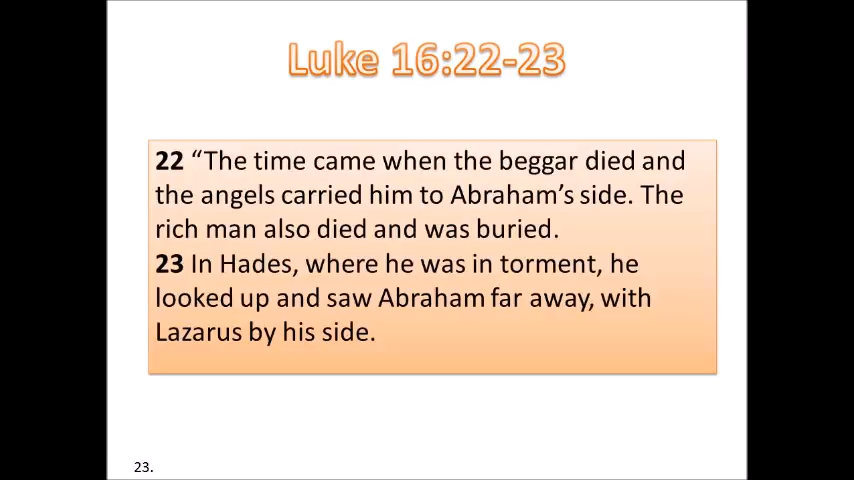 Luke 16:22-23
22 “The time came when the beggar died and
the angels carried him to Abraham’s side. The
rich man also died and was buried.
23 In Hades, where he was in torment, he
looked up and saw Abraham far away, with
Lazarus by his side.
23.